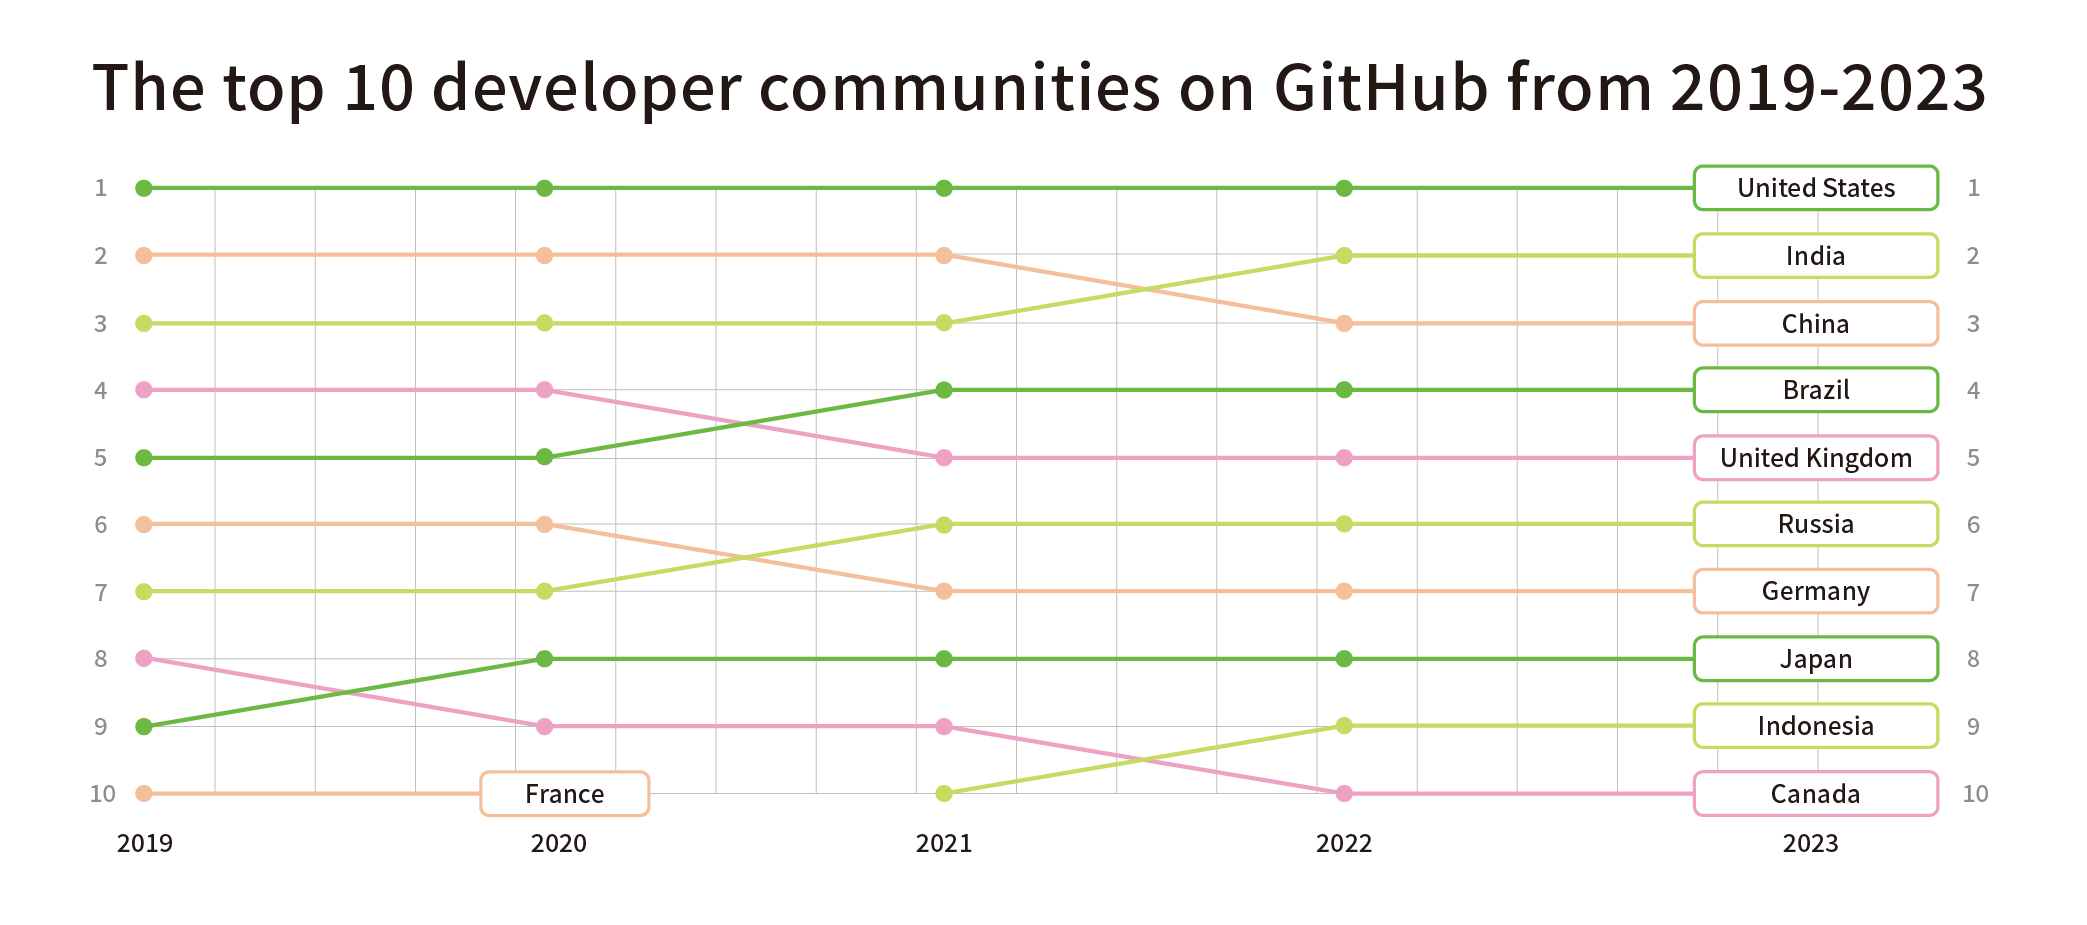 The top 10 developer communities on GitHub from 2019-2023
1 United States 1
2 India 2
3 China 3
4 Brazil 4
5 United Kingdom 5
6 Russia 6
7 Germany 7
8 Japan 8
9 Indonesia 9
10 France Canada 10
2019 2020 2021 2022 2023